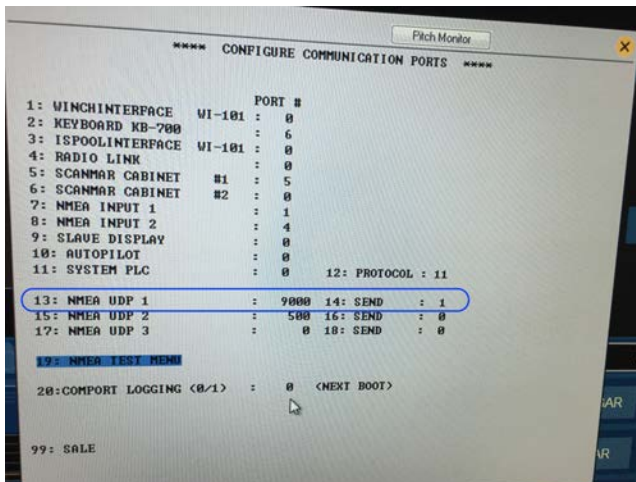 Pitch Monitor
**** CONFIGURE COMMUNICATION PORTS ****
PORT #
1: WINCHINTERFACE WI-101 : 0
2: KEYBOARD KB-700 : 6
3: ISPOOLINTERFACE WI-101 : 0
4: RADIO LINK : 0
5: SCANMAR CABINET #1 : 5
6: SCANMAR CABINET #2 : 0
7: NMEA INPUT 1 : 1
8: NMEA INPUT 2 : 4
9: SLAVE DISPLAY : 0
10: AUTOPILOT : 0
11: SYSTEM PLC : 0 12: PROTOCOL : 11
13: NMEA UDP 1 : 9000 14: SEND : 1
15: NMEA UDP 2 : 500 16: SEND : 0
17: NMEA UDP 3 : 0 18: SEND : 0
19: NMEA TEST MENU
20:COMPORT LOGGING <0/1> : 0 <NEXT BOOT>
99: SALE